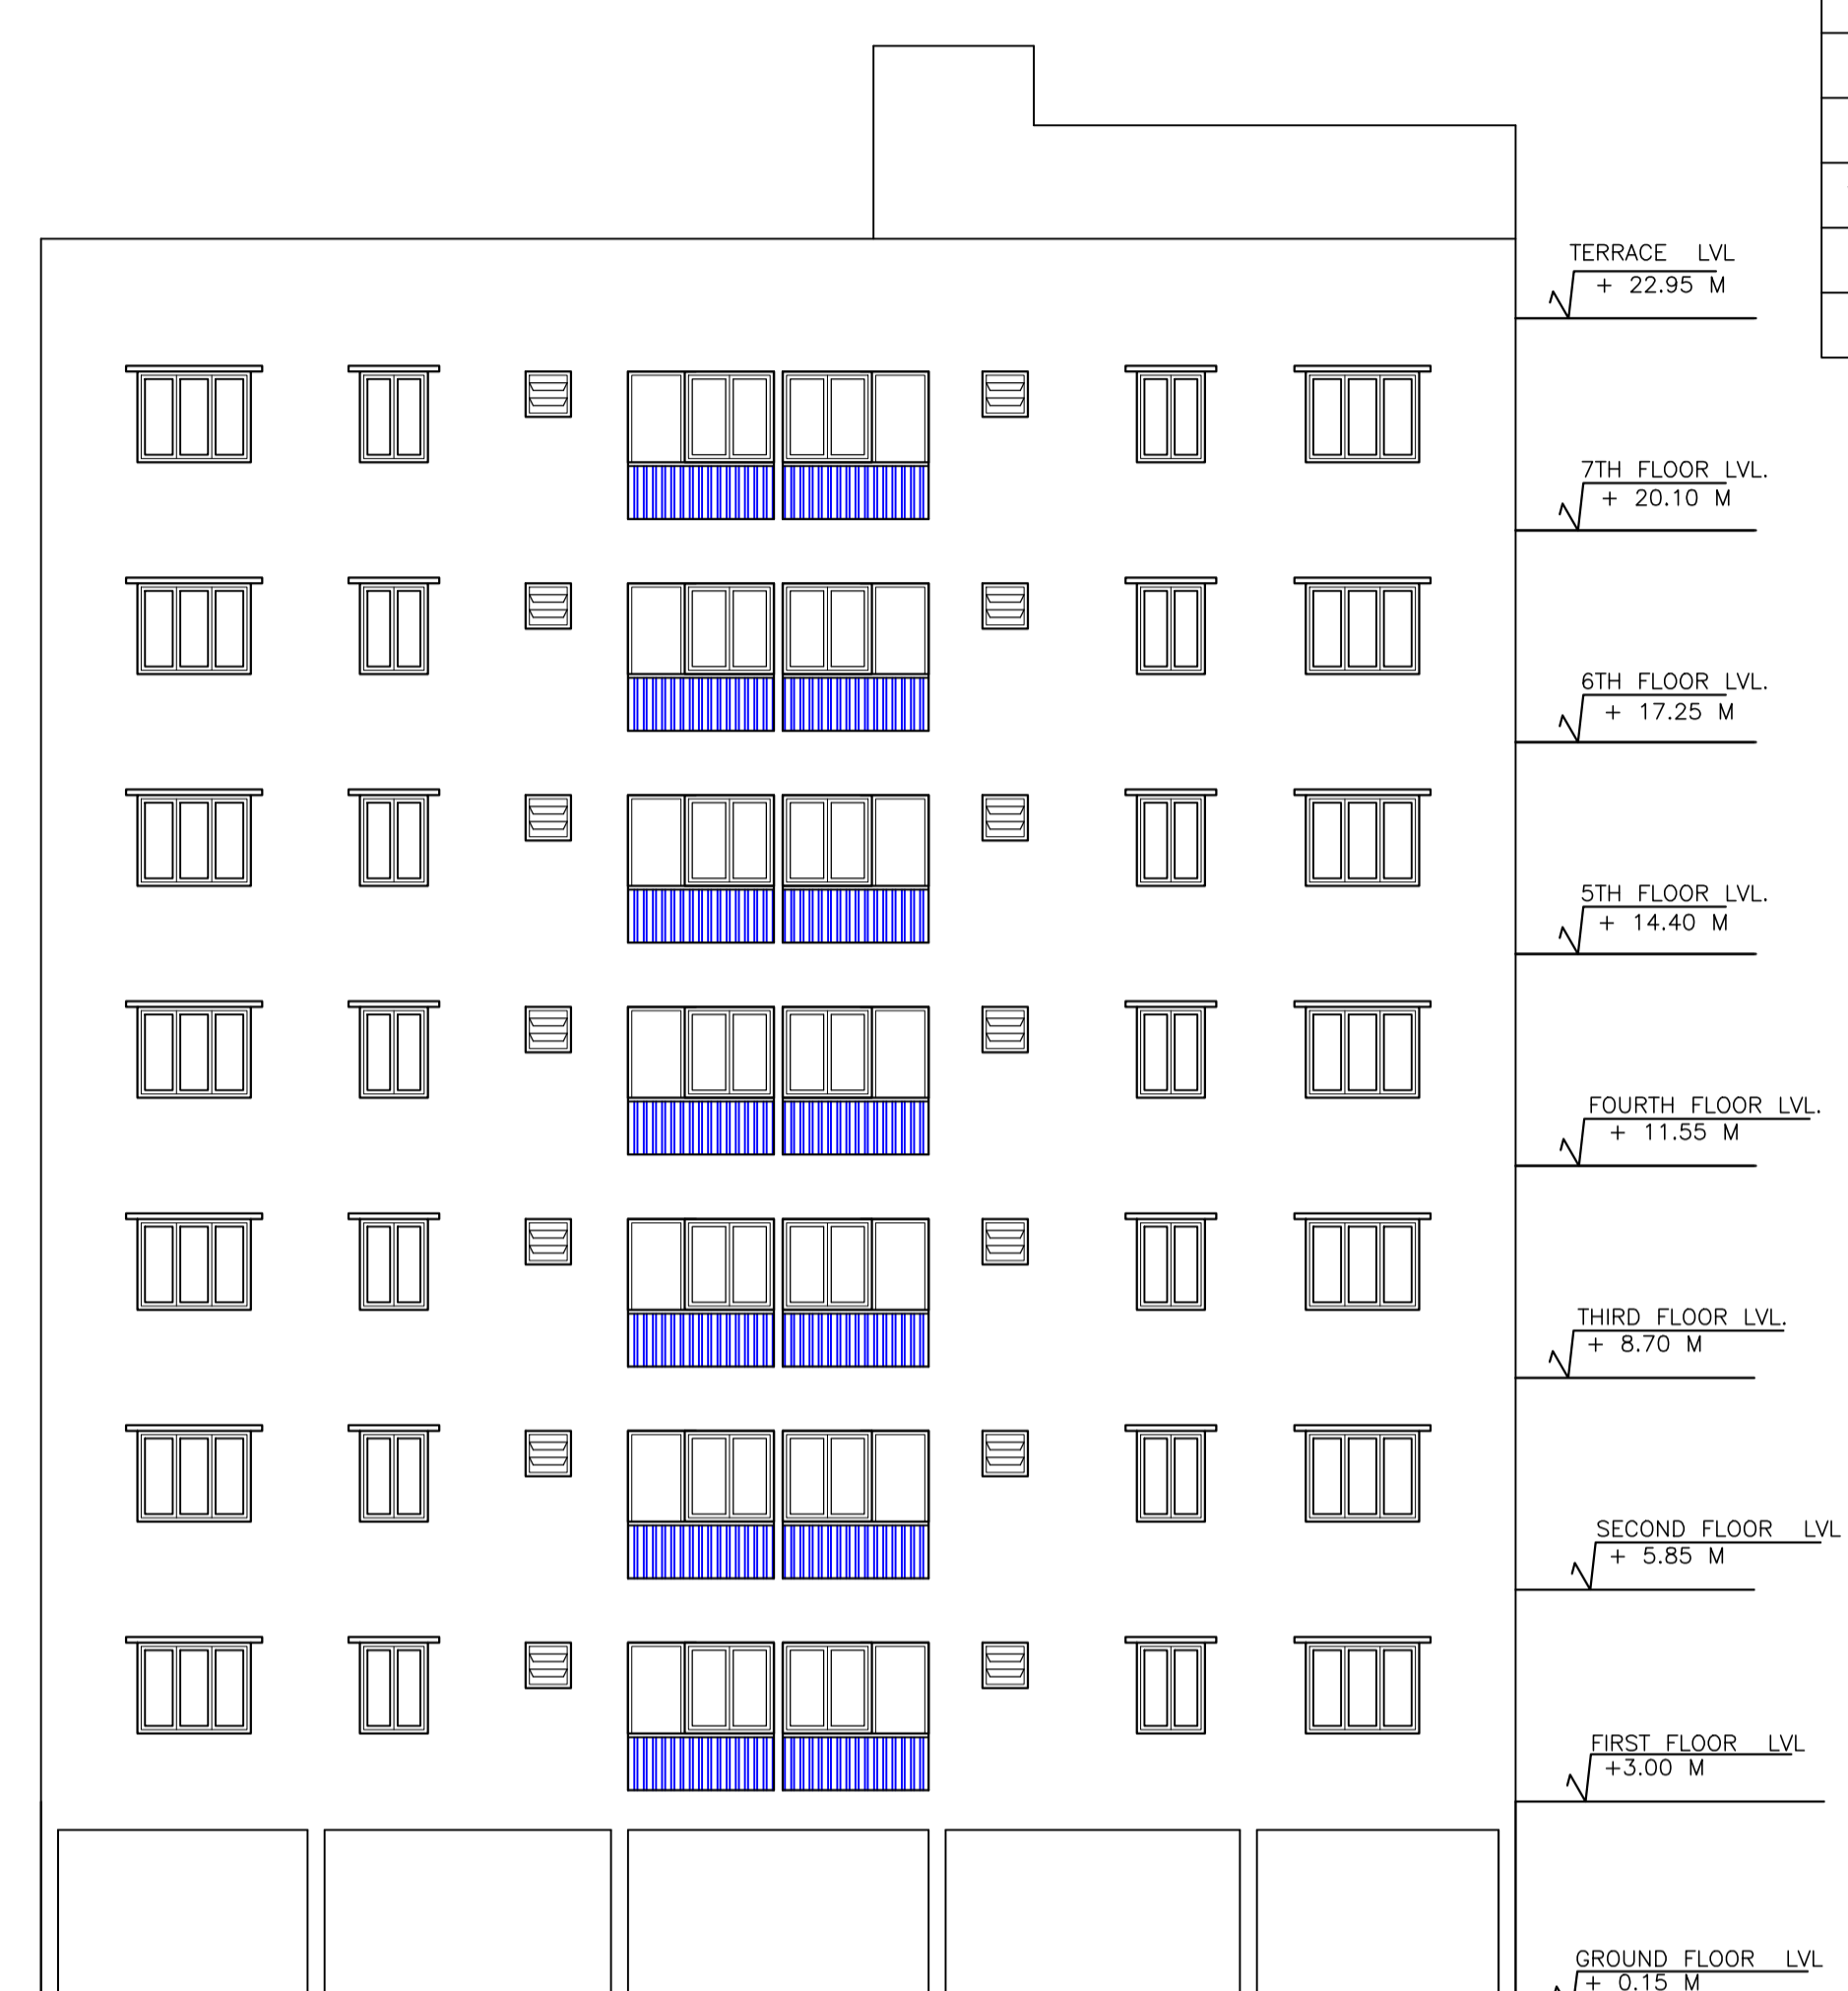 TERRACE LVL
+ 22.95 M
7TH FLOOR LVL.
+ 20.10 M
6TH FLOOR LVL.
+ 17.25 M
5TH FLOOR LVL.
+ 14.40 M
FOURTH FLOOR LVL.
+ 11.55 M
THIRD FLOOR LVL.
+ 8.70 M
SECOND FLOOR LVL
+ 5.85 M
FIRST FLOOR LVL
+3.00 M
GROUND FLOOR LVL
+ 0.15 M